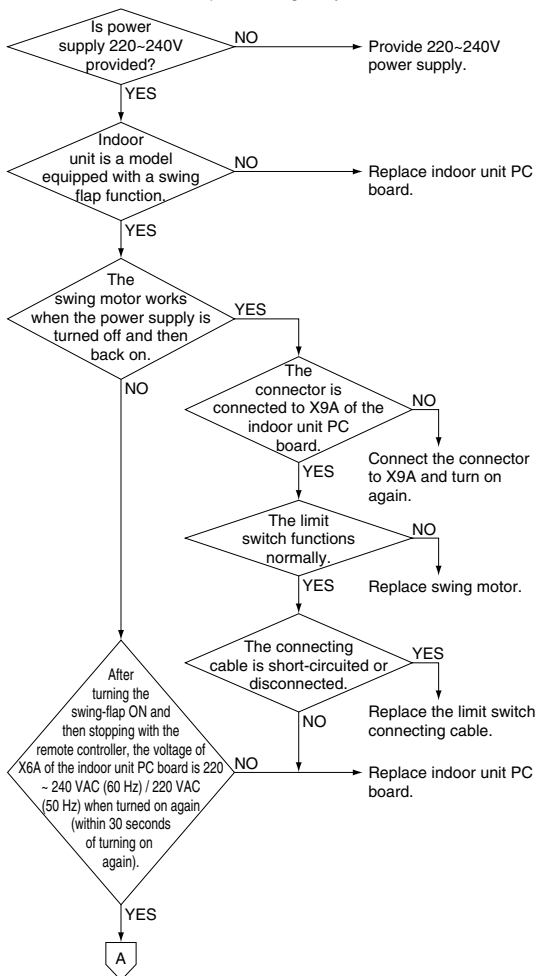 Is power
supply 220~240V
provided?
NO
Provide 220~240V
power supply.
YES
Indoor
unit is a model
equipped with a swing
flap function.
NO
Replace indoor unit PC
board.
YES
The
swing motor works
when the power supply is
turned off and then
back on.
YES
NO
The
connector is
connected to X9A of the
indoor unit PC
board.
NO
Connect the connector
to X9A and turn on
again.
YES
The limit
switch functions
normally.
NO
Replace swing motor.
YES
The connecting
cable is short-circuited or
disconnected.
YES
Replace the limit switch
connecting cable.
NO
After
turning the
swing-flap ON and
then stopping with the
remote controller, the voltage of
X6A of the indoor unit PC board is 220
~ 240 VAC (60 Hz) / 220 VAC
(50 Hz) when turned on again
(within 30 seconds
of turning on
again).
NO
Replace indoor unit PC
board.
YES
A